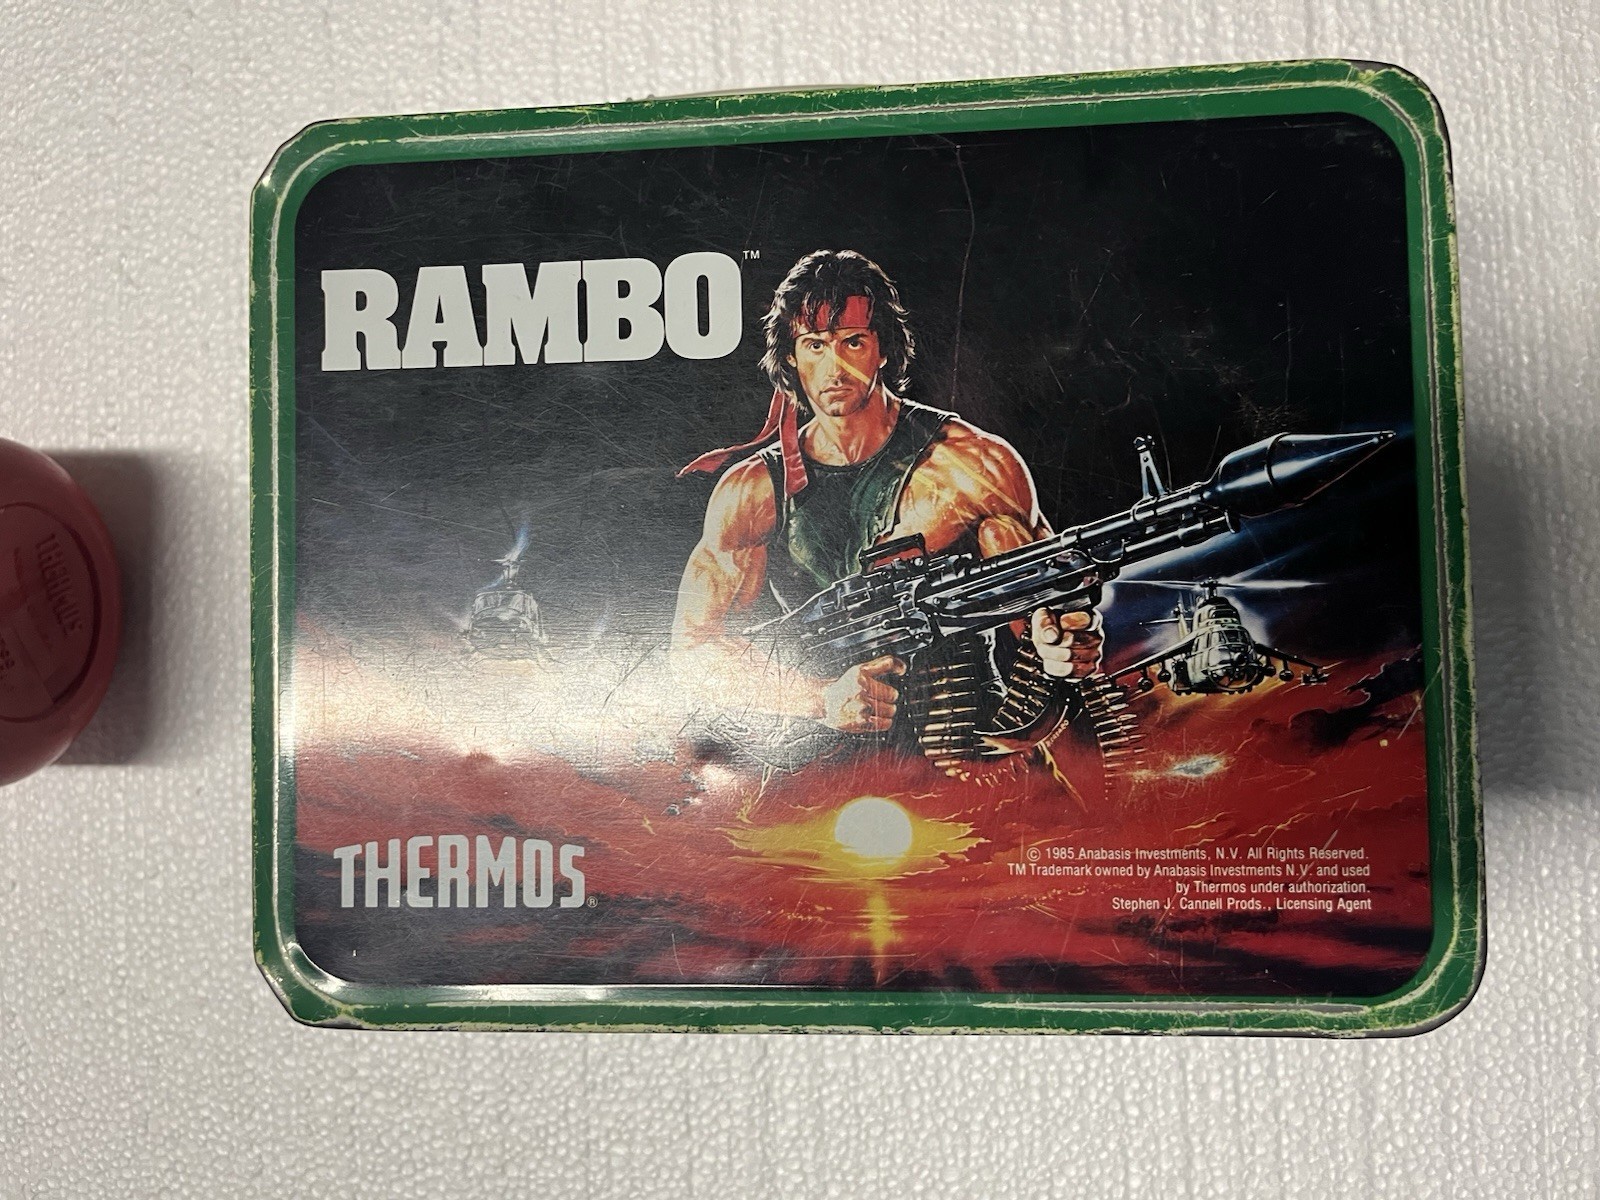 RAMBO™
THERMOS®
© 1985 Anabasis Investments, N.V. All Rights Reserved.
TM Trademark owned by Anabasis Investments N.V. and used
by Thermos under authorization.
Stephen J. Cannell Prods., Licensing Agent
THERMOS